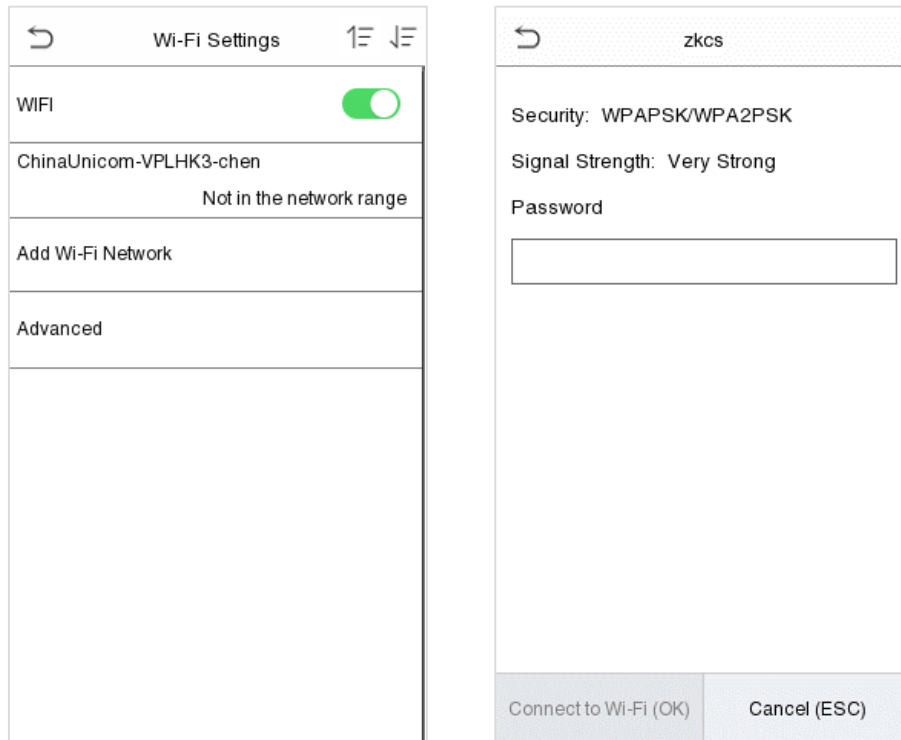 Wi-Fi Settings
WIFI
ChinaUnicom-VPLHK3-chen
Not in the network range
Add Wi-Fi Network
Advanced
zkcs
Security: WPAPSK/WPA2PSK
Signal Strength: Very Strong
Password
Connect to Wi-Fi (OK)
Cancel (ESC)